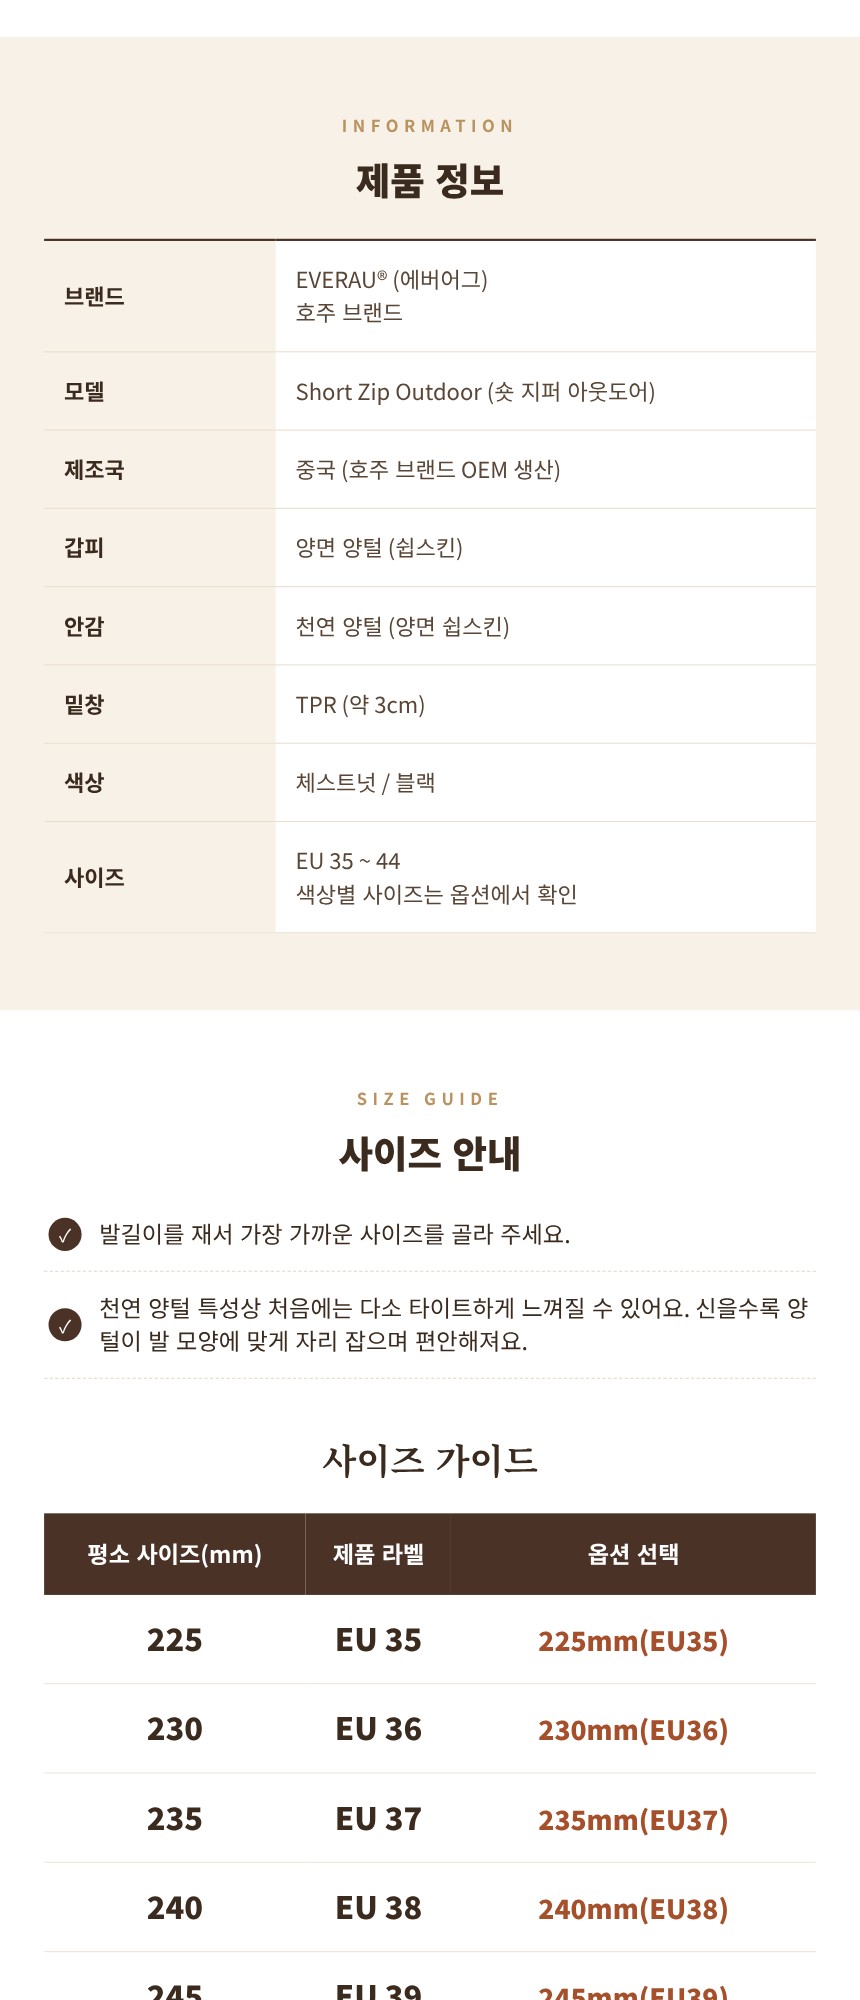 INFORMATION
제품 정보
브랜드
EVERAU® (에버어그)
호주 브랜드
모델
Short Zip Outdoor (숏 지퍼 아웃도어)
제조국
중국 (호주 브랜드 OEM 생산)
갑피
양면 양털 (쉽스킨)
안감
천연 양털 (양면 쉽스킨)
밑창
TPR (약 3cm)
색상
체스트넛 / 블랙
사이즈
EU 35 ~ 44
색상별 사이즈는 옵션에서 확인
SIZE GUIDE
사이즈 안내
✓ 발길이를 재서 가장 가까운 사이즈를 골라 주세요.
✓ 천연 양털 특성상 처음에는 다소 타이트하게 느껴질 수 있어요. 신을수록 양
털이 발 모양에 맞게 자리 잡으며 편안해져요.
사이즈 가이드
평소 사이즈(mm) 제품 라벨 옵션 선택
225 EU 35 225mm(EU35)
230 EU 36 230mm(EU36)
235 EU 37 235mm(EU37)
240 EU 38 240mm(EU38)
245 EU 39 245mm(EU39)